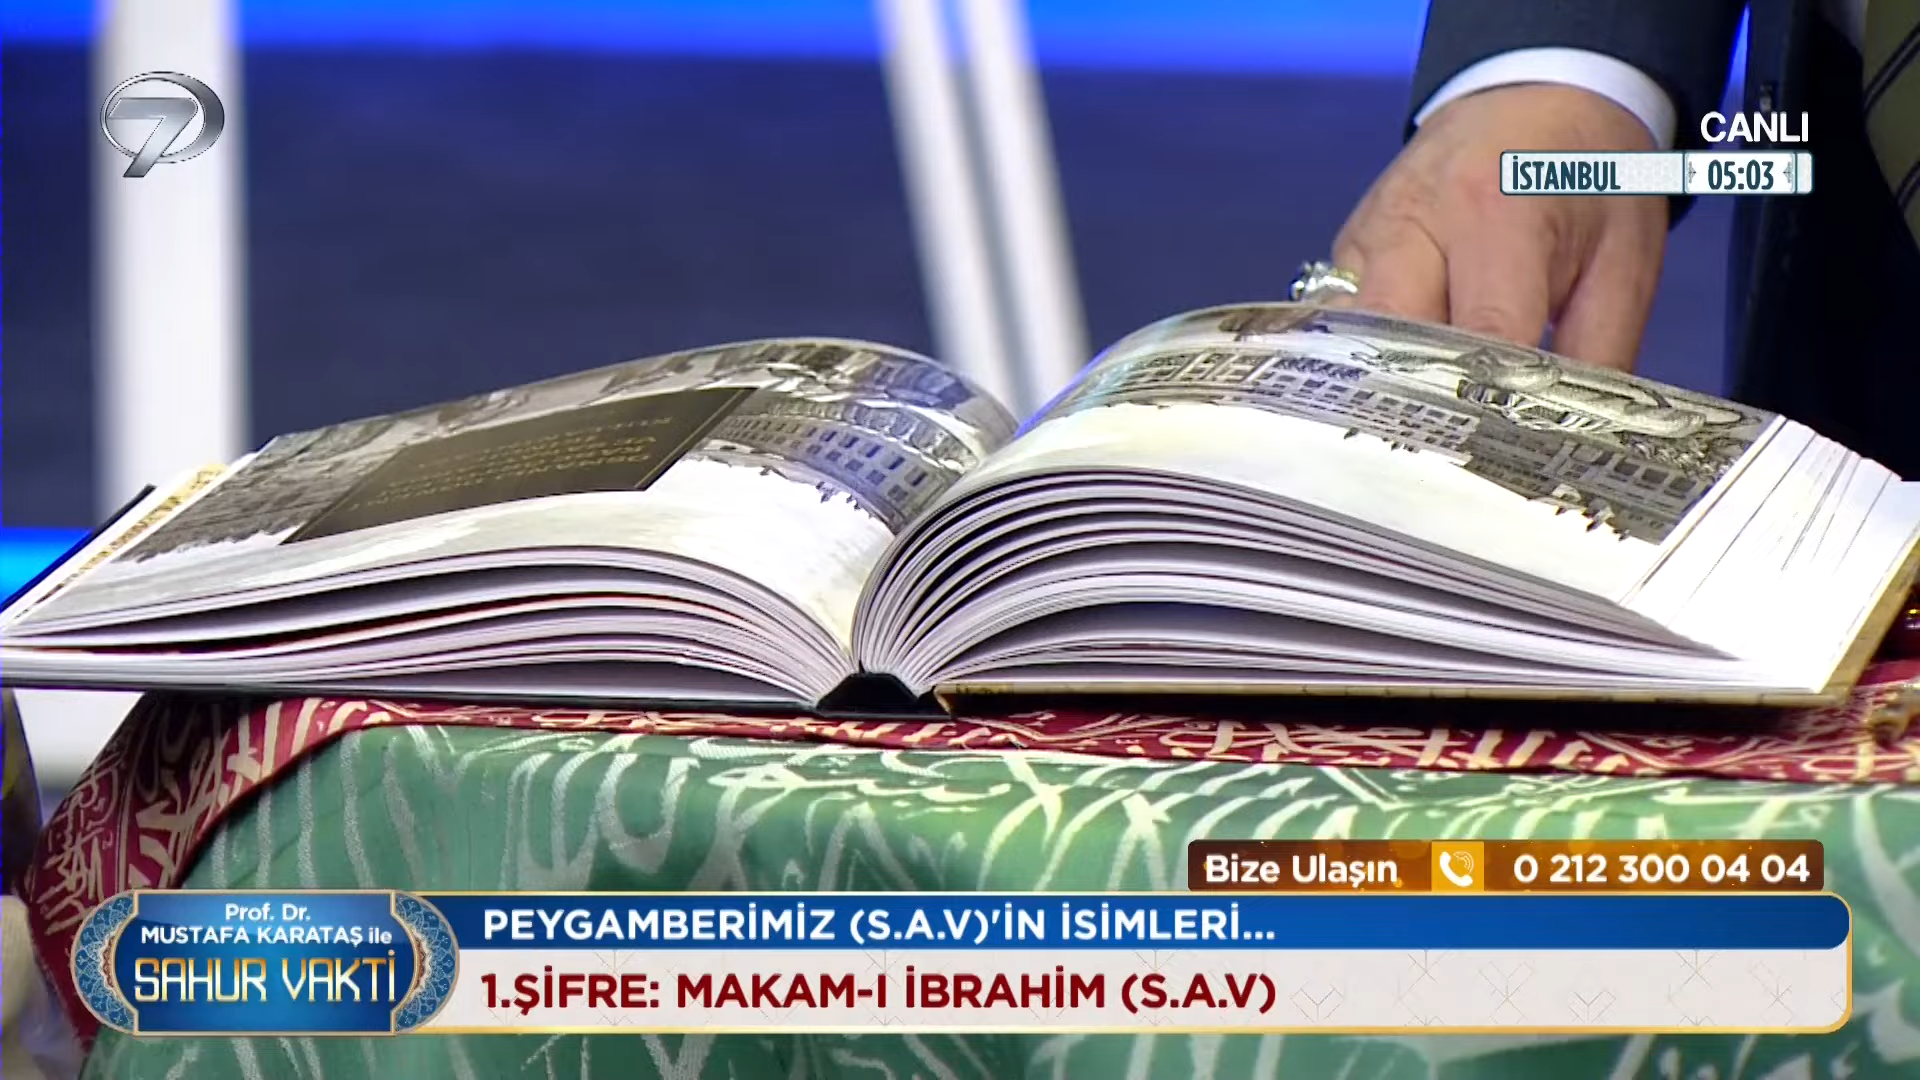 7
CANLI
İSTANBUL 05:03
Bize Ulaşın 0 212 300 04 04
Prof. Dr.
MUSTAFA KARATAŞ ile
SAHUR VAKTİ
PEYGAMBERİMİZ (S.A.V)'İN İSİMLERİ...
1.ŞİFRE: MAKAM-I İBRAHİM (S.A.V)